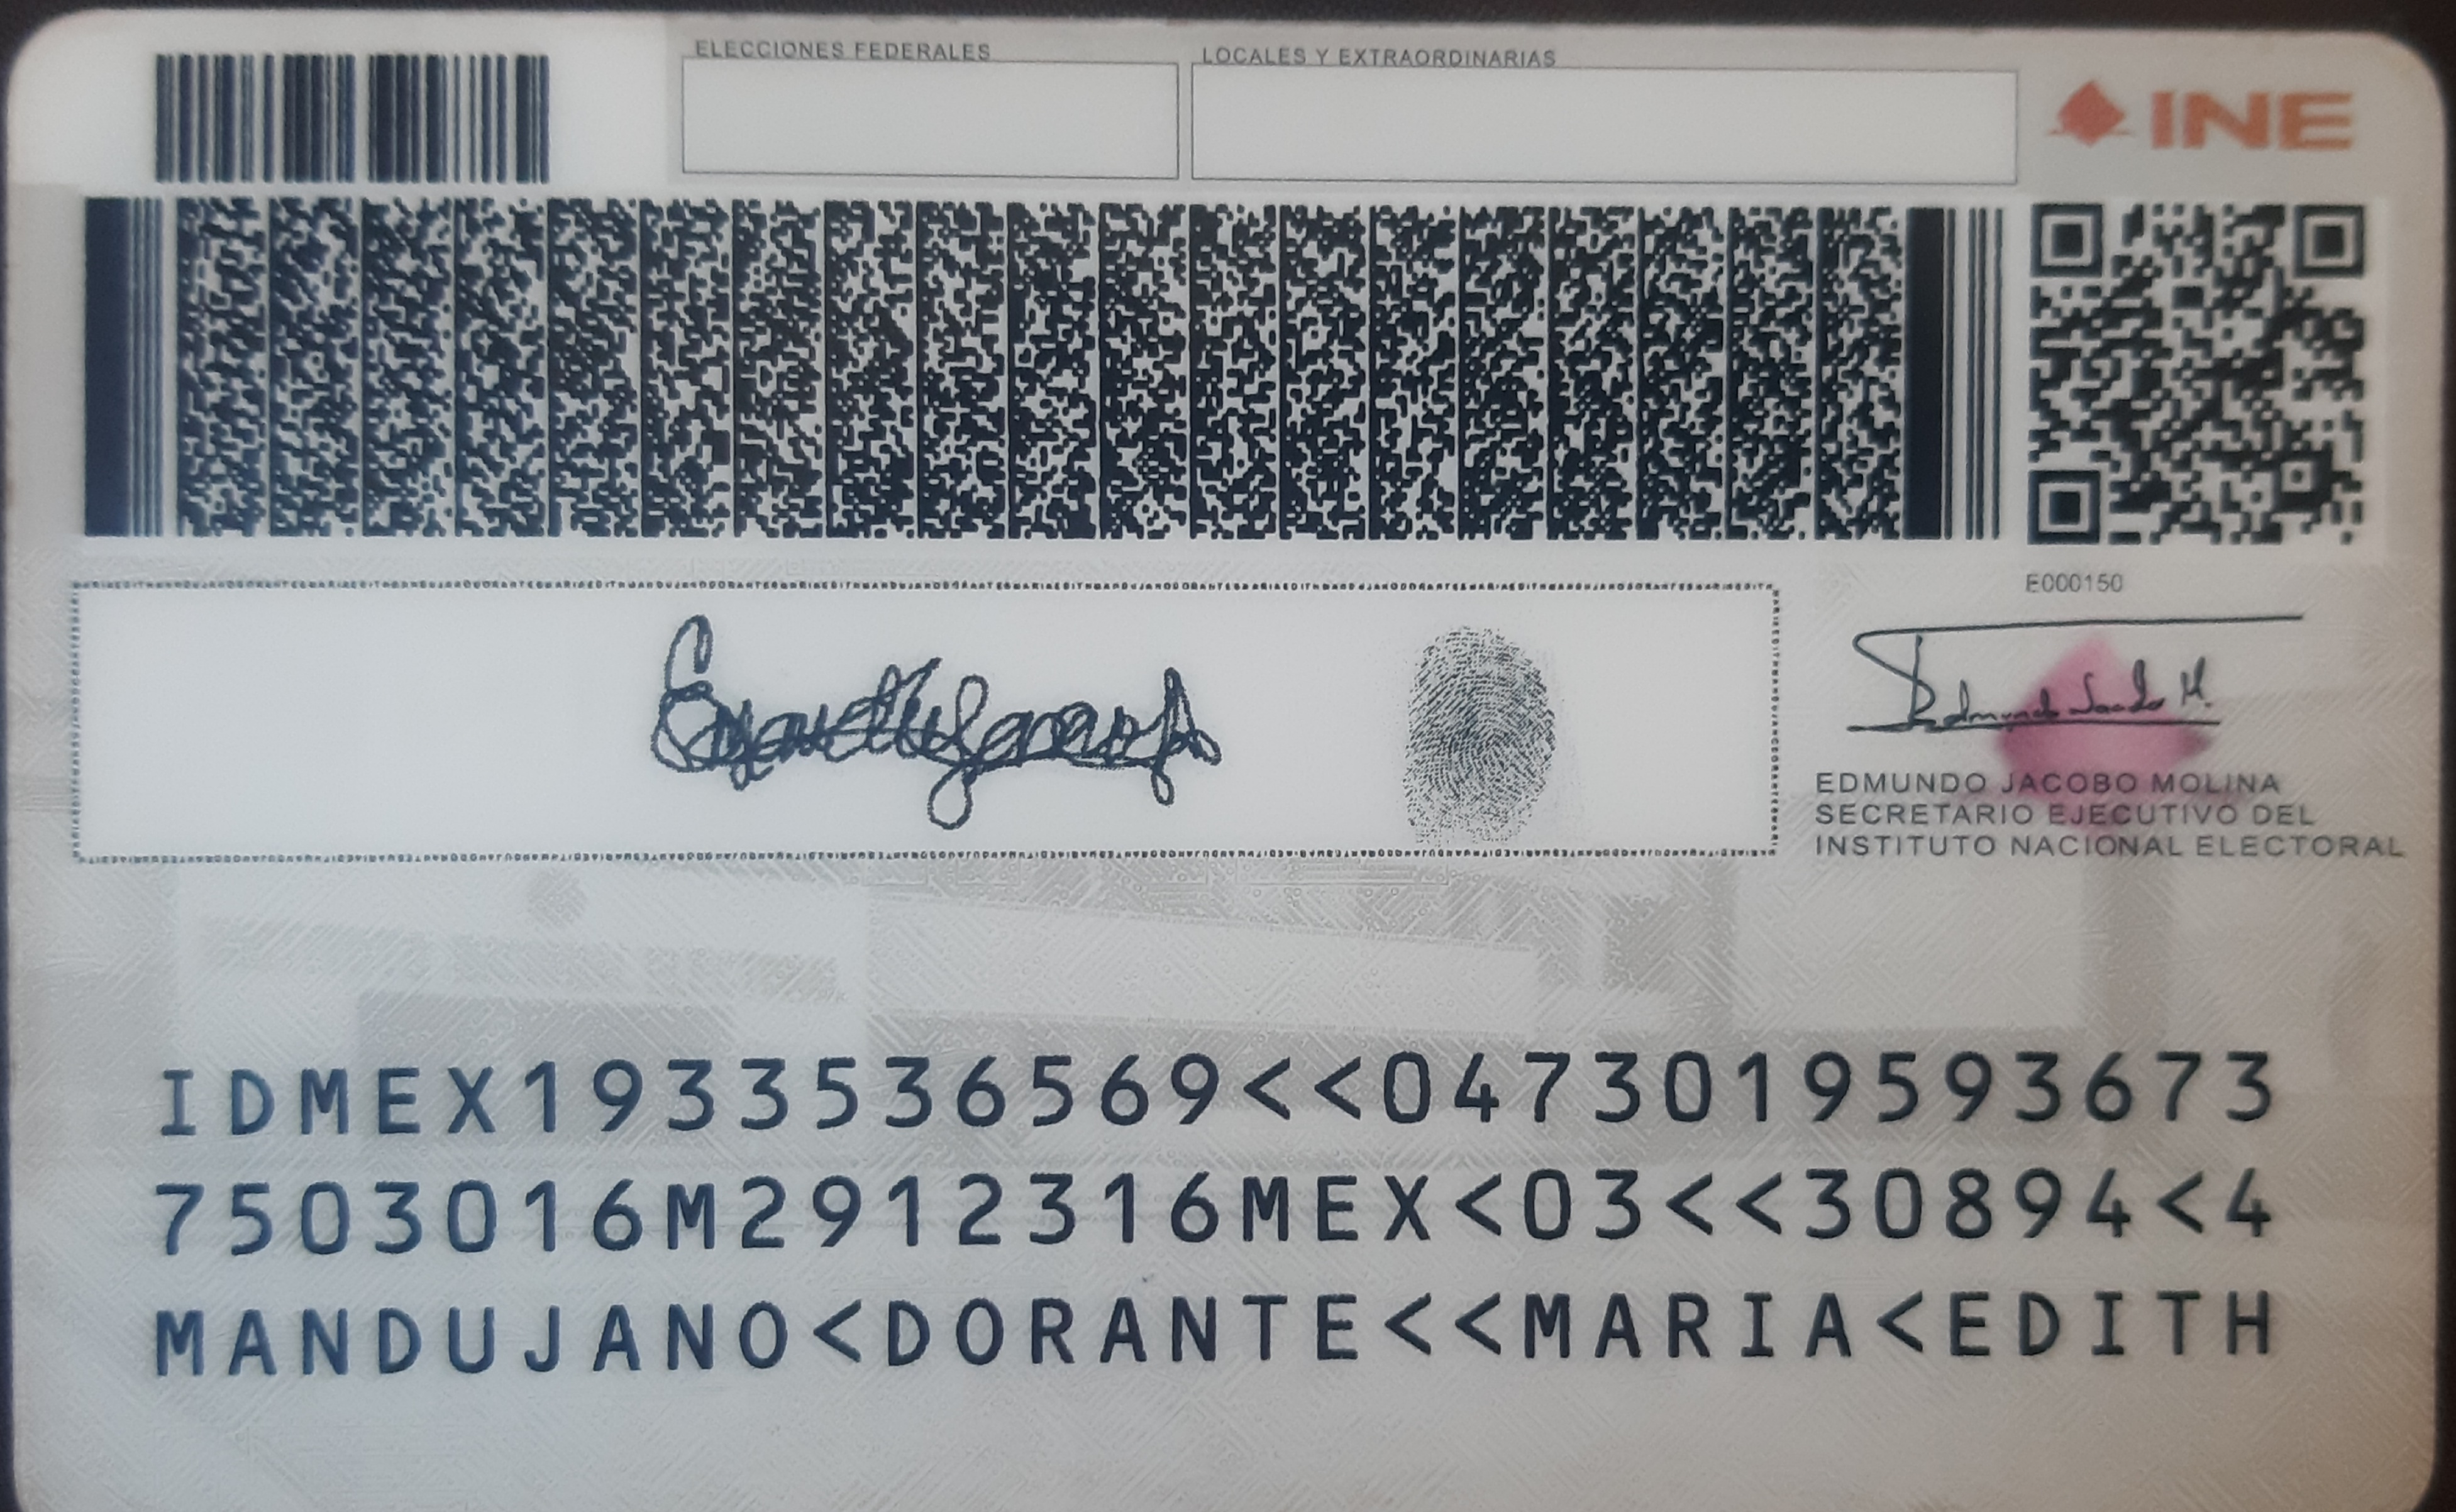 ELECCIONES FEDERALES
LOCALES Y EXTRAORDINARIAS
INE
E000150
EDMUNDO JACOBO MOLINA
SECRETARIO EJECUTIVO DEL
INSTITUTO NACIONAL ELECTORAL
IDMEX1933536569<<0473019593673
7503016M2912316MEX<03<<30894<4
MANDUJANO<DORANTE<<MARIA<EDITH